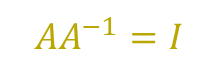 AA⁻¹ = I